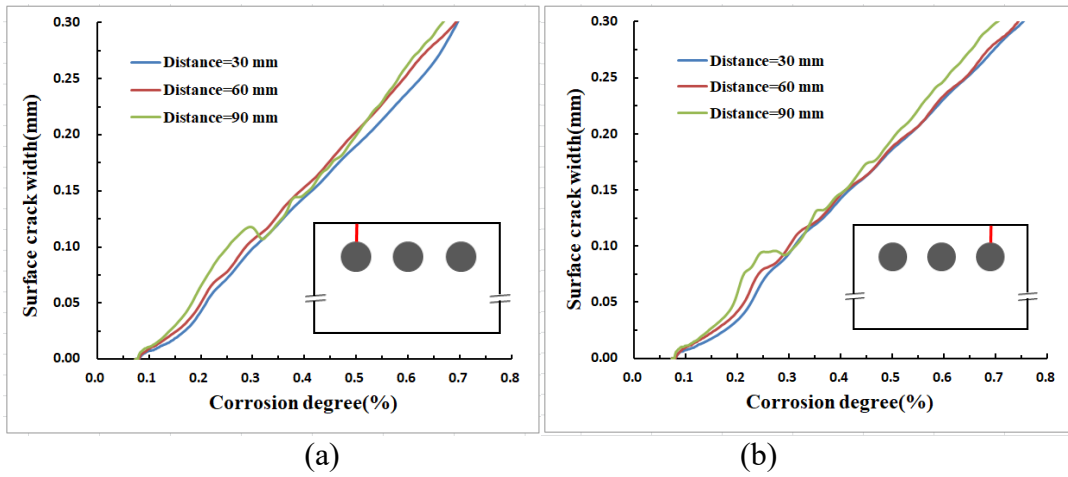 0.30
0.25
0.20
0.15
0.10
0.05
0.00
Surface crack width(mm)
Distance=30 mm
Distance=60 mm
Distance=90 mm
0.0 0.1 0.2 0.3 0.4 0.5 0.6 0.7 0.8
Corrosion degree(%)
(a)
0.30
0.25
0.20
0.15
0.10
0.05
0.00
Surface crack width(mm)
Distance=30 mm
Distance=60 mm
Distance=90 mm
0.0 0.1 0.2 0.3 0.4 0.5 0.6 0.7 0.8
Corrosion degree(%)
(b)